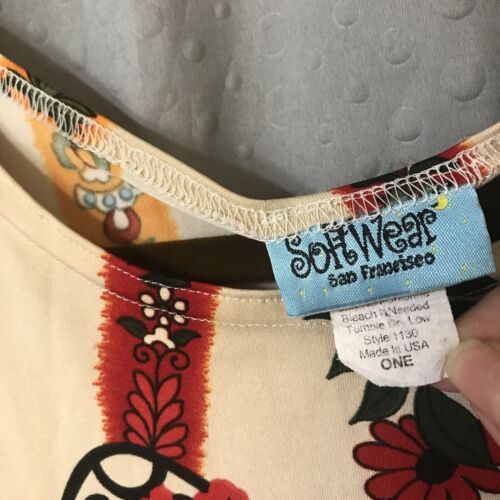 SoftWear
San Francisco
Bleach If Needed
Tumble Dry Low
Style 1130
Made In USA
ONE